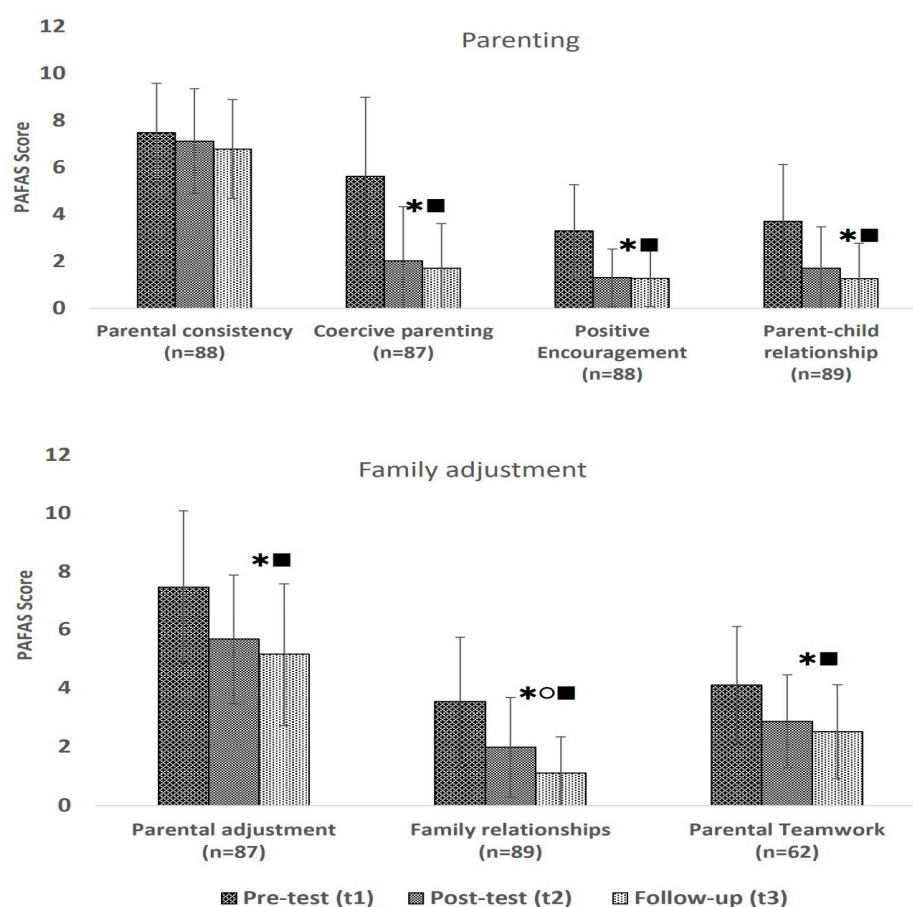 Parenting
12
10
8
6
4
2
0
PAFAS Score
*■
*■
*■
Parental consistency
(n=88)
Coercive parenting
(n=87)
Positive
Encouragement
(n=88)
Parent-child
relationship
(n=89)
Family adjustment
12
10
8
6
4
2
0
PAFAS Score
*■
*○■
*■
Parental adjustment
(n=87)
Family relationships
(n=89)
Parental Teamwork
(n=62)
Pre-test (t1) Post-test (t2) Follow-up (t3)